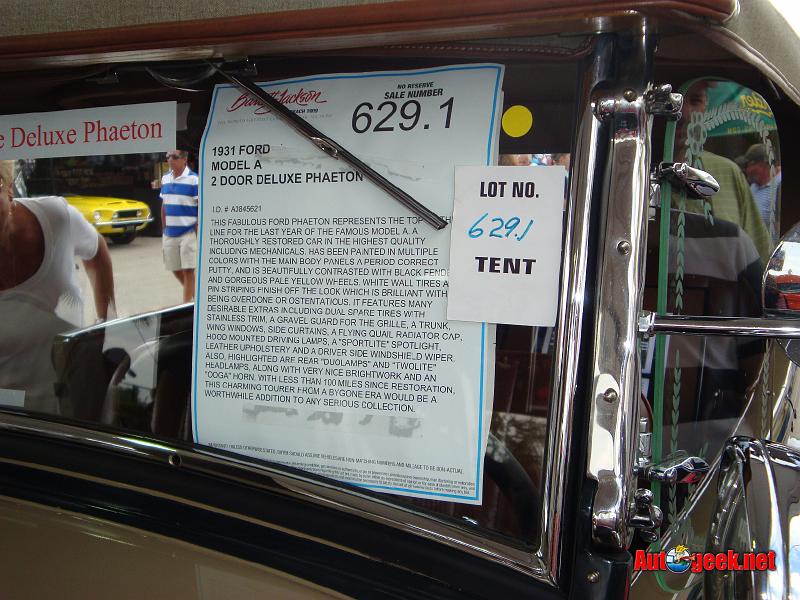 e Deluxe Phaeton
Barrett-Jackson
BEACH 2009
NO RESERVE
SALE NUMBER
629.1
1931 FORD
MODEL A
2 DOOR DELUXE PHAETON
I.D. # A3845621
THIS FABULOUS FORD PHAETON REPRESENTS THE TOP TH
LINE FOR THE LAST YEAR OF THE FAMOUS MODEL A. A
THOROUGHLY RESTORED CAR IN THE HIGHEST QUALITY
INCLUDING MECHANICALS. HAS BEEN PAINTED IN MULTIPLE
COLORS WITH THE MAIN BODY PANELS A PERIOD CORRECT
PUTTY, AND IS BEAUTIFULLY CONTRASTED WITH BLACK FENDE
AND GORGEOUS PALE YELLOW WHEELS. WHITE WALL TIRES A
PIN STRIPING FINISH OFF THE LOOK WHICH IS BRILLIANT WITH
BEING OVERDONE OR OSTENTATIOUS. IT FEATURES MANY
DESIRABLE EXTRAS INCLUDING DUAL SPARE TIRES WITH
STAINLESS TRIM, A GRAVEL GUARD FOR THE GRILLE, A TRUNK,
WING WINDOWS, SIDE CURTAINS, A FLYING QUAIL RADIATOR CAP,
HOOD MOUNTED DRIVING LAMPS, A "SPORTLITE" SPOTLIGHT,
LEATHER UPHOLSTERY AND A DRIVER SIDE WINDSHIELD WIPER.
ALSO, HIGHLIGHTED ARE REAR "DUOLAMPS" AND "TWOLITE"
HEADLAMPS, ALONG WITH VERY NICE BRIGHTWORK AND AN
"OOGA" HORN. WITH LESS THAN 100 MILES SINCE RESTORATION,
THIS CHARMING TOURER FROM A BYGONE ERA WOULD BE A
WORTHWHILE ADDITION TO ANY SERIOUS COLLECTION.
LOT NO.
629.1
TENT
Autogeek.net